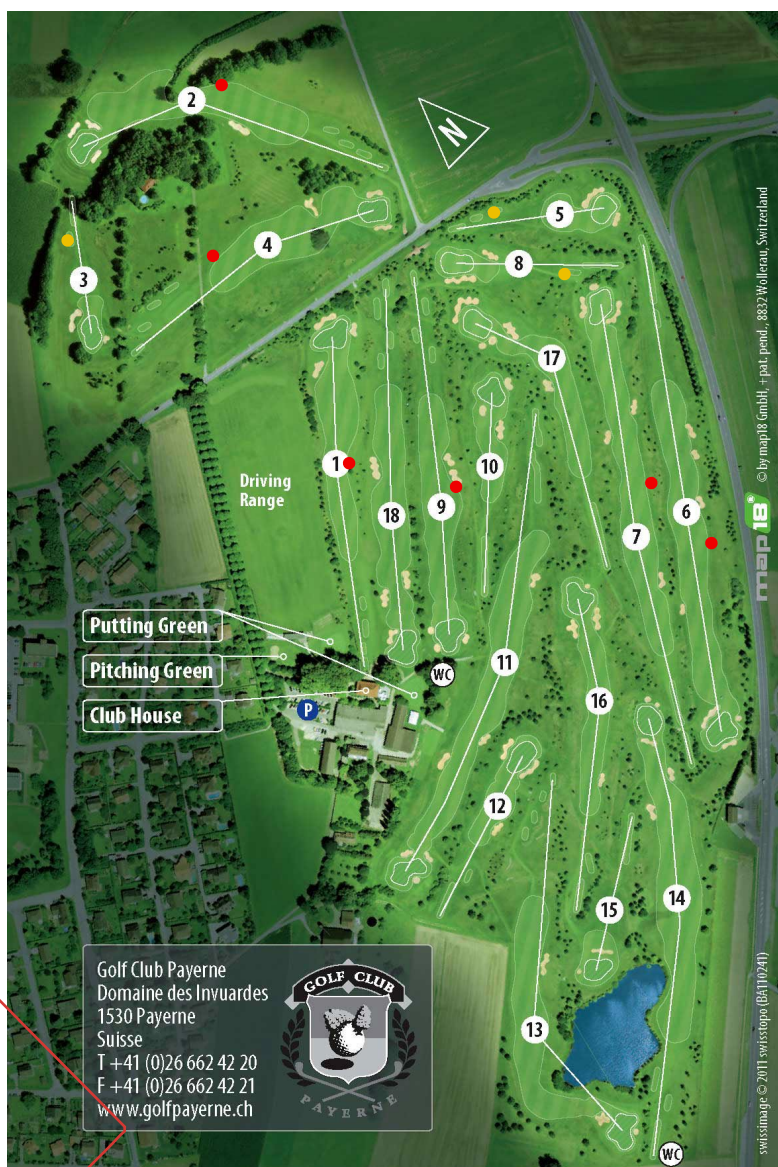 2
N
5
4
3
8
17
1
Driving
Range
10
9
18
6
7
Putting Green
Pitching Green
Club House
P
WC
11
16
12
15
14
13
Golf Club Payerne
Domaine des Invuardes
1530 Payerne
Suisse
T +41 (0)26 662 42 20
F +41 (0)26 662 42 21
www.golfpayerne.ch
GOLF CLUB
PAYERNE
WC
map18®
© by map18 GmbH, + pat. pend., 8832 Wollerau, Switzerland
swissimage © 2011 swisstopo (BA110241)